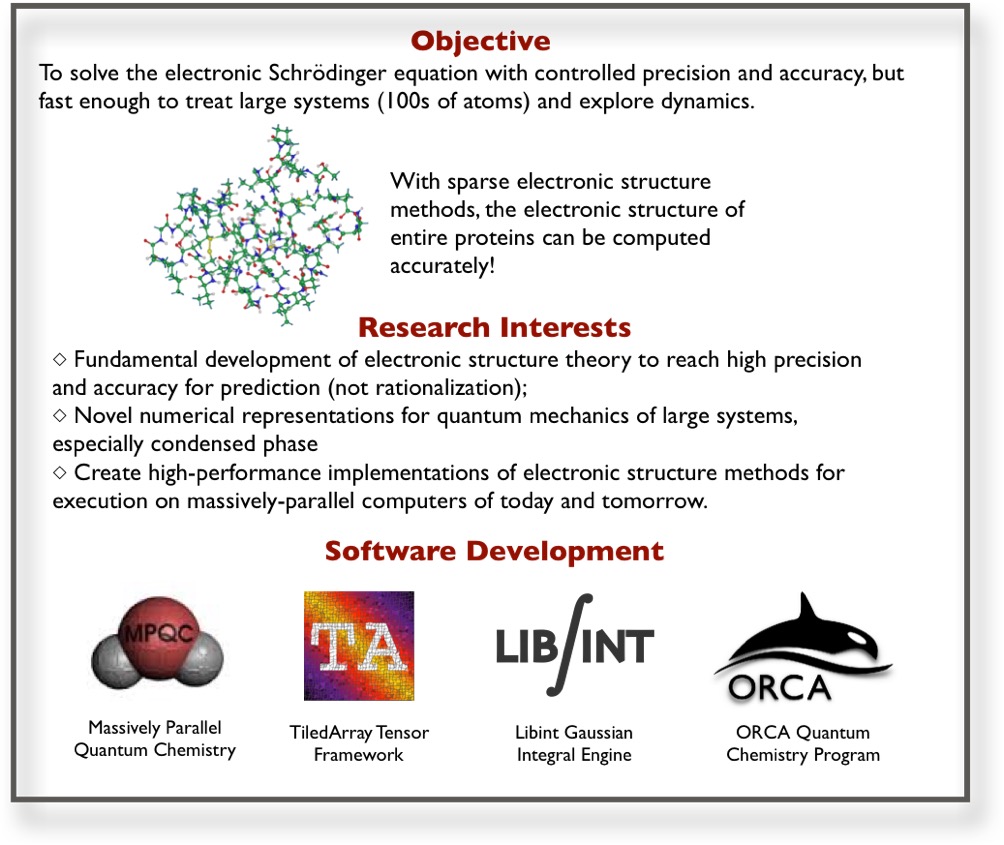 Objective
To solve the electronic Schrödinger equation with controlled precision and accuracy, but
fast enough to treat large systems (100s of atoms) and explore dynamics.
With sparse electronic structure
methods, the electronic structure of
entire proteins can be computed
accurately!
Research Interests
◇ Fundamental development of electronic structure theory to reach high precision
and accuracy for prediction (not rationalization);
◇ Novel numerical representations for quantum mechanics of large systems,
especially condensed phase
◇ Create high-performance implementations of electronic structure methods for
execution on massively-parallel computers of today and tomorrow.
Software Development
MPQC
TA
LIB∫INT
ORCA
Massively Parallel
Quantum Chemistry
TiledArray Tensor
Framework
Libint Gaussian
Integral Engine
ORCA Quantum
Chemistry Program